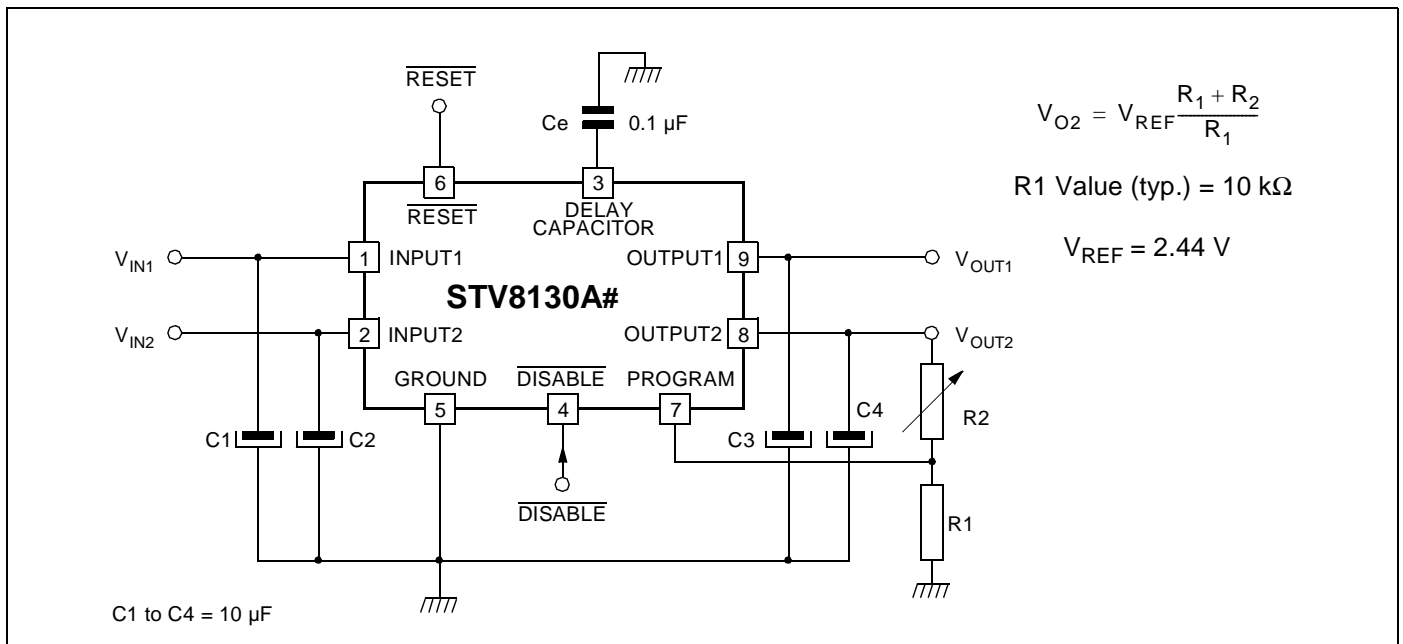 RESET
Ce 0.1 µF
6
3
RESET
DELAY
CAPACITOR
V_IN1
1
INPUT1
OUTPUT1
9
V_OUT1
STV8130A#
V_IN2
2
INPUT2
OUTPUT2
8
V_OUT2
GROUND
DISABLE
PROGRAM
5
4
7
C1
C2
C3
C4
R2
DISABLE
R1
C1 to C4 = 10 µF
V_O2 = V_REF (R_1 + R_2) / R_1
R1 Value (typ.) = 10 kΩ
V_REF = 2.44 V